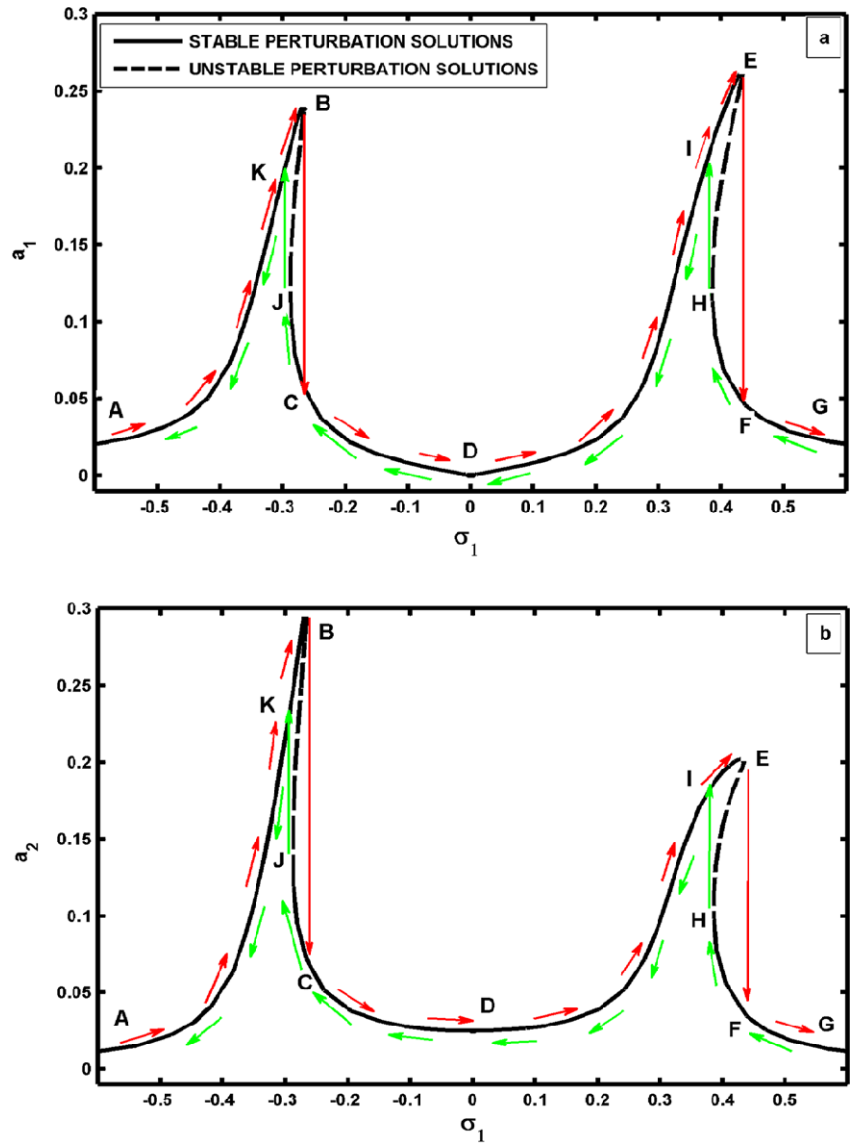 0.3
STABLE PERTURBATION SOLUTIONS
UNSTABLE PERTURBATION SOLUTIONS
a
E
0.25
B
0.2
K
I
a1
0.15
J
H
0.1
C
A
F
G
0.05
D
0
-0.5 -0.4 -0.3 -0.2 -0.1 0 0.1 0.2 0.3 0.4 0.5
σ1
0.3
B
b
0.25
K
0.2
I
E
a2
0.15
J
0.1
H
C
0.05
A
D
F
G
0
-0.5 -0.4 -0.3 -0.2 -0.1 0 0.1 0.2 0.3 0.4 0.5
σ1